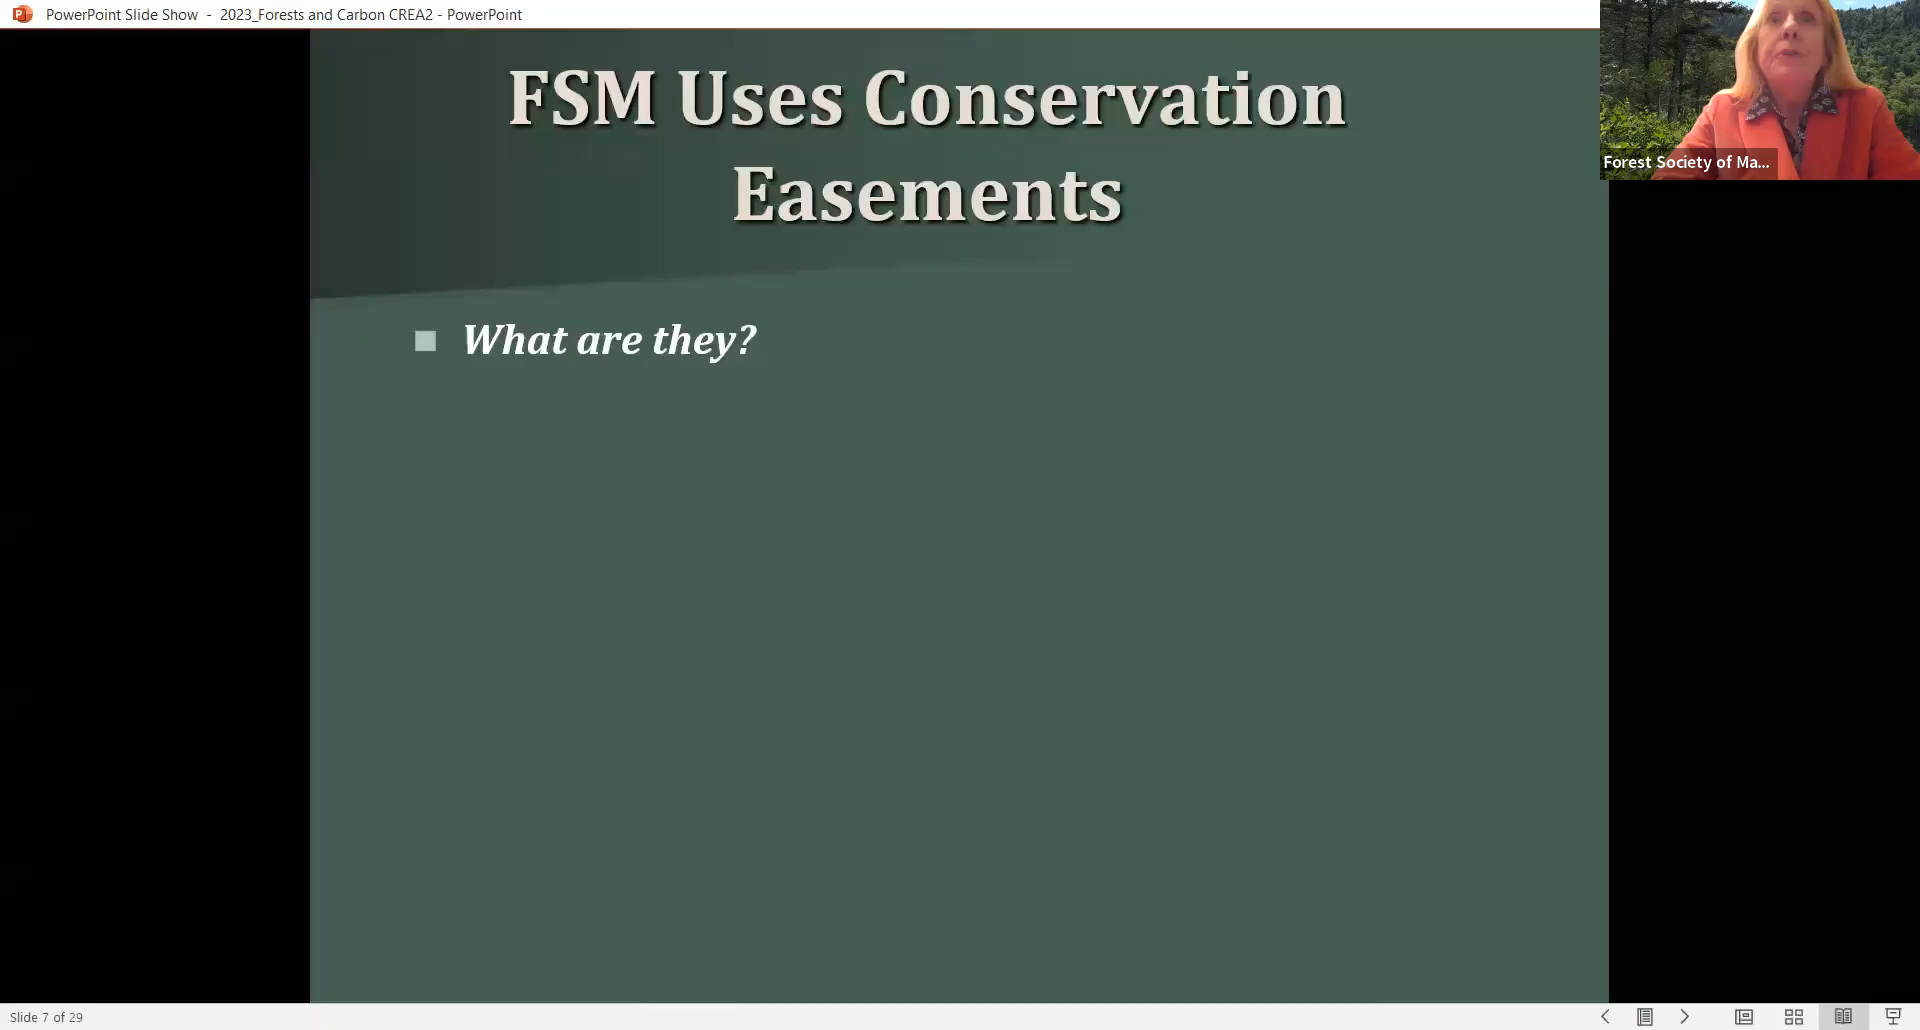 PowerPoint Slide Show - 2023_Forests and Carbon CREA2 - PowerPoint
FSM Uses Conservation
Easements
Forest Society of Ma...
What are they?
Slide 7 of 29